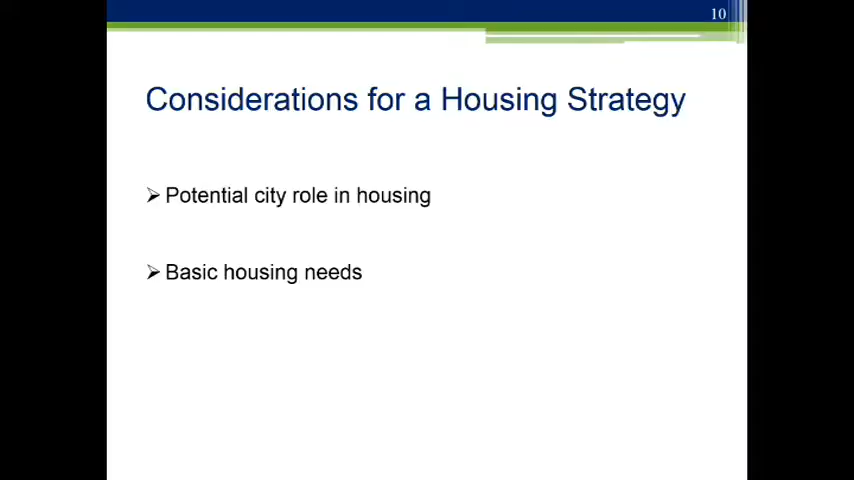 10
Considerations for a Housing Strategy
➢ Potential city role in housing
➢ Basic housing needs